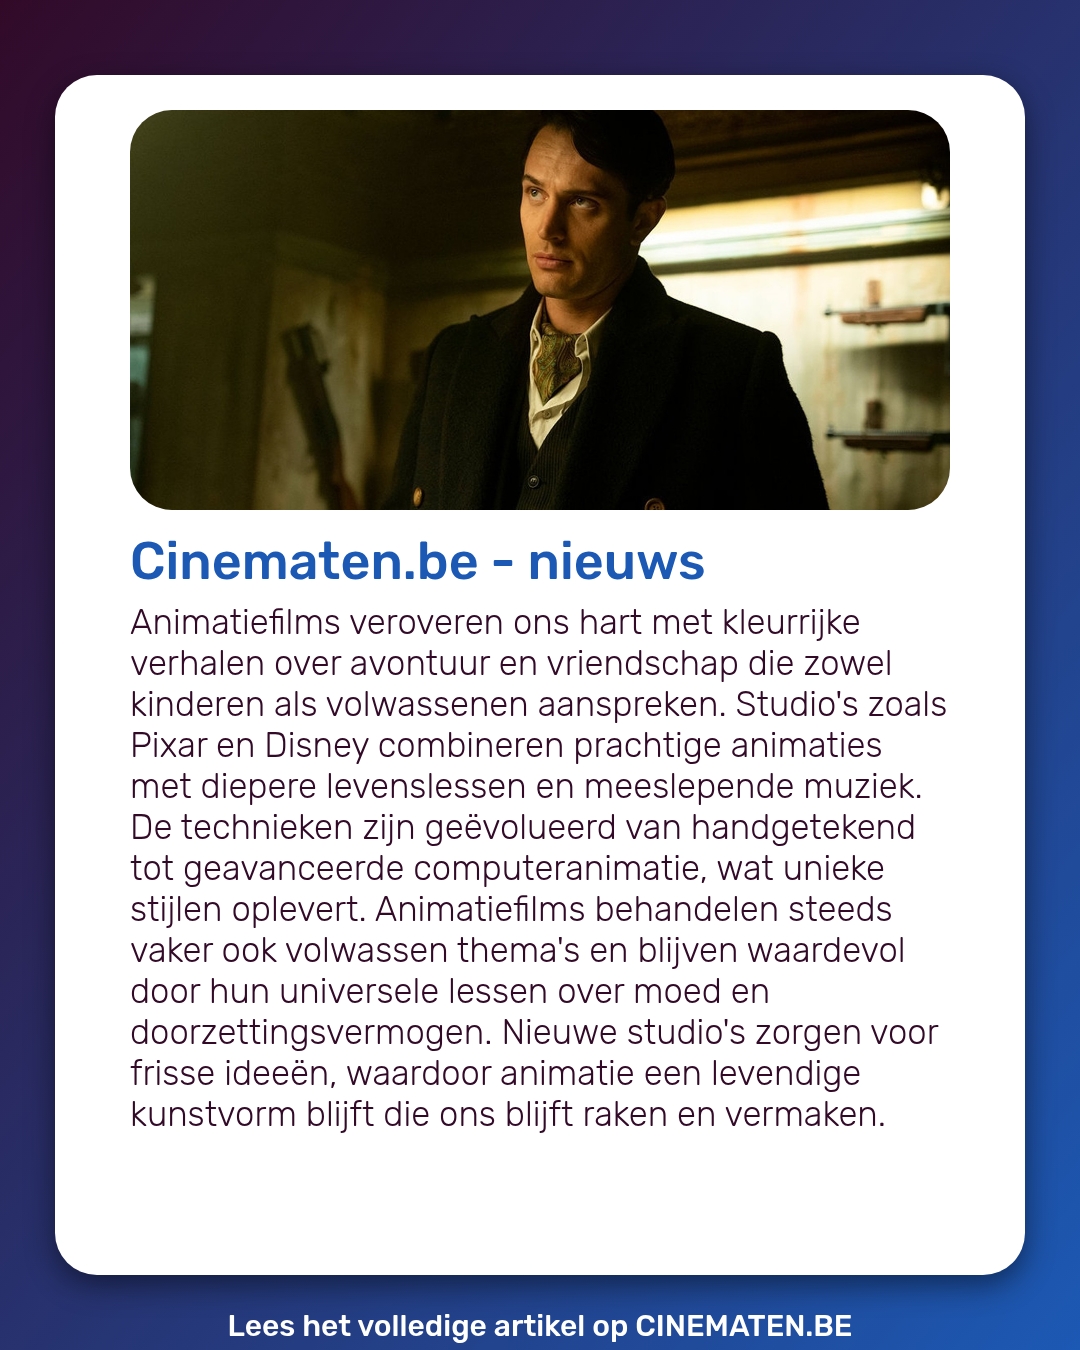 Cinematen.be - nieuws
Animatiefilms veroveren ons hart met kleurrijke
verhalen over avontuur en vriendschap die zowel
kinderen als volwassenen aanspreken. Studio's zoals
Pixar en Disney combineren prachtige animaties
met diepere levenslessen en meeslepende muziek.
De technieken zijn geëvolueerd van handgetekend
tot geavanceerde computeranimatie, wat unieke
stijlen oplevert. Animatiefilms behandelen steeds
vaker ook volwassen thema's en blijven waardevol
door hun universele lessen over moed en
doorzettingsvermogen. Nieuwe studio's zorgen voor
frisse ideeën, waardoor animatie een levendige
kunstvorm blijft die ons blijft raken en vermaken.
Lees het volledige artikel op CINEMATEN.BE